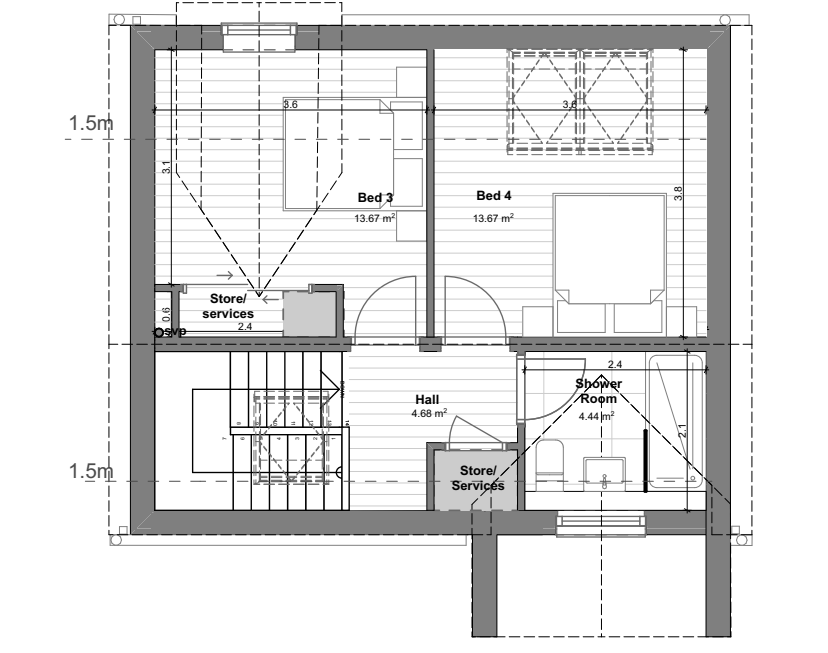 1.5m
3.6
3.6
3.1
3.8
Bed 3
13.67 m²
Bed 4
13.67 m²
Store/
services
0.6
svp
2.4
2.4
Hall
4.68 m²
Shower
Room
4.44 m²
2.1
1.5m
Store/
Services